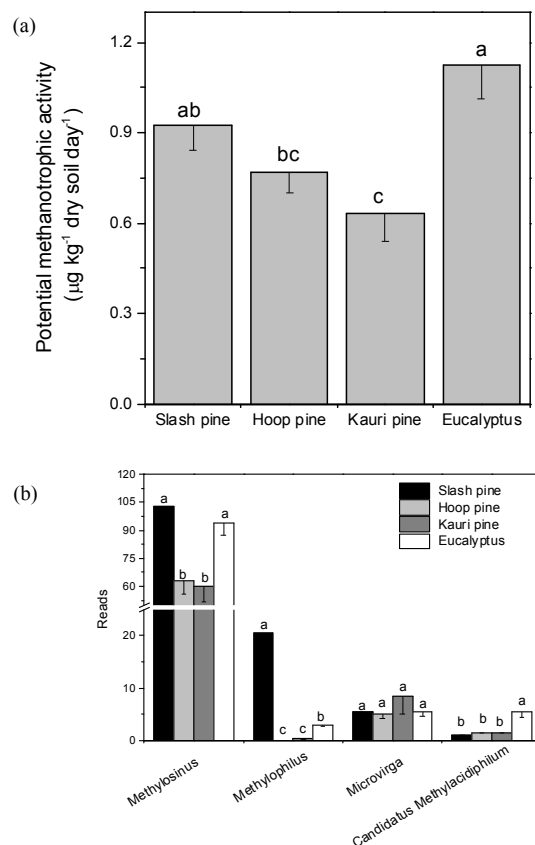 (a)
Potential methanotrophic activity
(µg kg-1 dry soil day-1)
1.2
0.9
0.6
0.3
0.0
ab
bc
c
a
Slash pine
Hoop pine
Kauri pine
Eucalyptus
(b)
Reads
120
105
90
75
60
20
10
5
0
Slash pine
Hoop pine
Kauri pine
Eucalyptus
a
b
b
a
a
c
c
b
a
a
a
a
b
b
b
a
Methylosinus
Methylophilus
Microvirga
Candidatus Methylacidiphilum